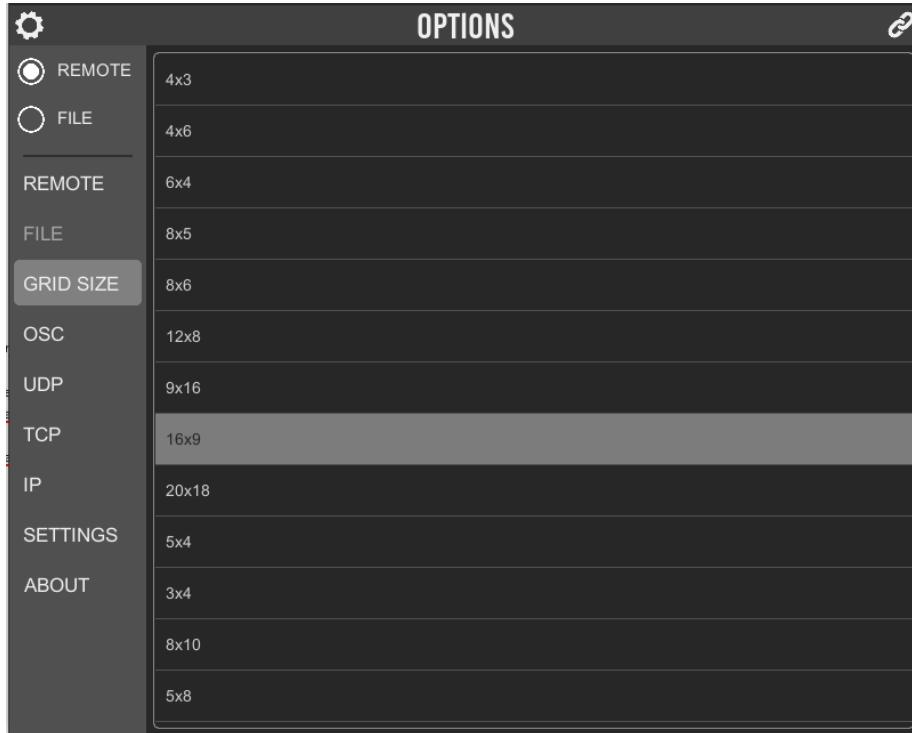 OPTIONS
REMOTE
FILE
REMOTE
FILE
GRID SIZE
OSC
UDP
TCP
IP
SETTINGS
ABOUT
4x3
4x6
6x4
8x5
8x6
12x8
9x16
16x9
20x18
5x4
3x4
8x10
5x8